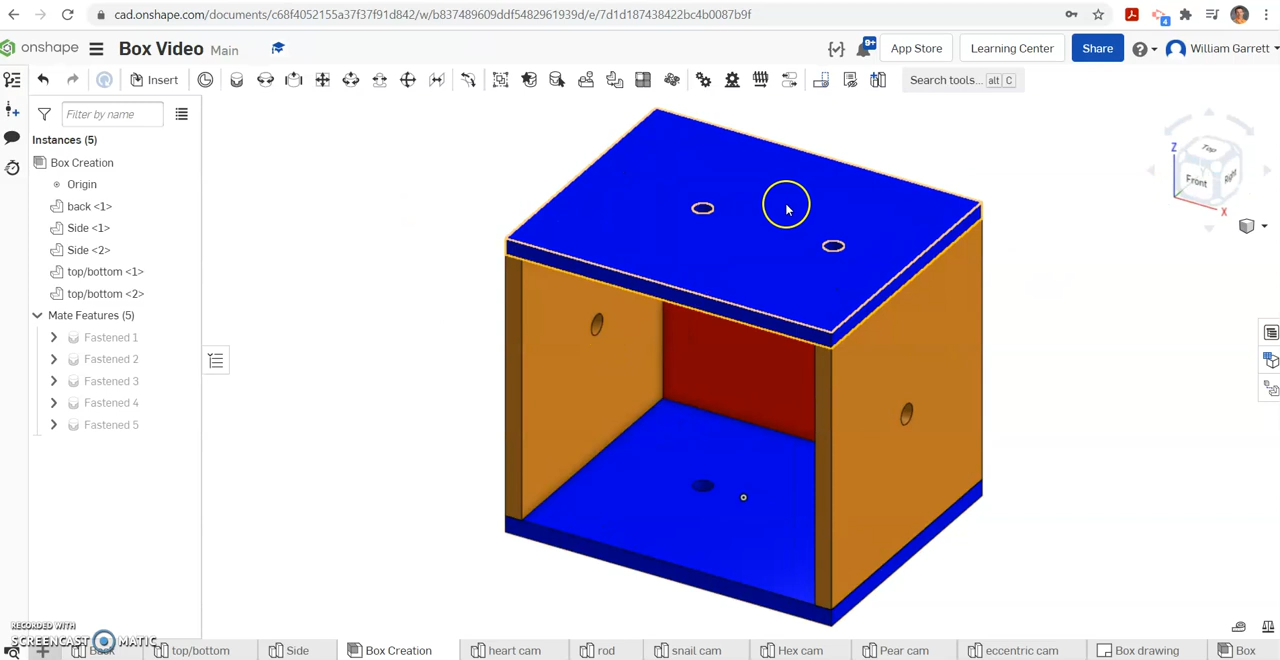 cad.onshape.com/documents/c68f4052155a37f37f91d842/w/b837489609ddf5482961939d/e/7d1d187438422bc4b0087b9f
4
onshape
Box Video
Main
9+
App Store
Learning Center
Share
William Garrett
Insert
Search tools...
alt
C
Filter by name
Instances (5)
Box Creation
Origin
back <1>
Side <1>
Side <2>
top/bottom <1>
top/bottom <2>
Mate Features (5)
Fastened 1
Fastened 2
Fastened 3
Fastened 4
Fastened 5
Z
Top
Front
Right
X
RECORDED WITH
SCREENCAST MATIC
Back
top/bottom
Side
Box Creation
heart cam
rod
snail cam
Hex cam
Pear cam
eccentric cam
Box drawing
Box